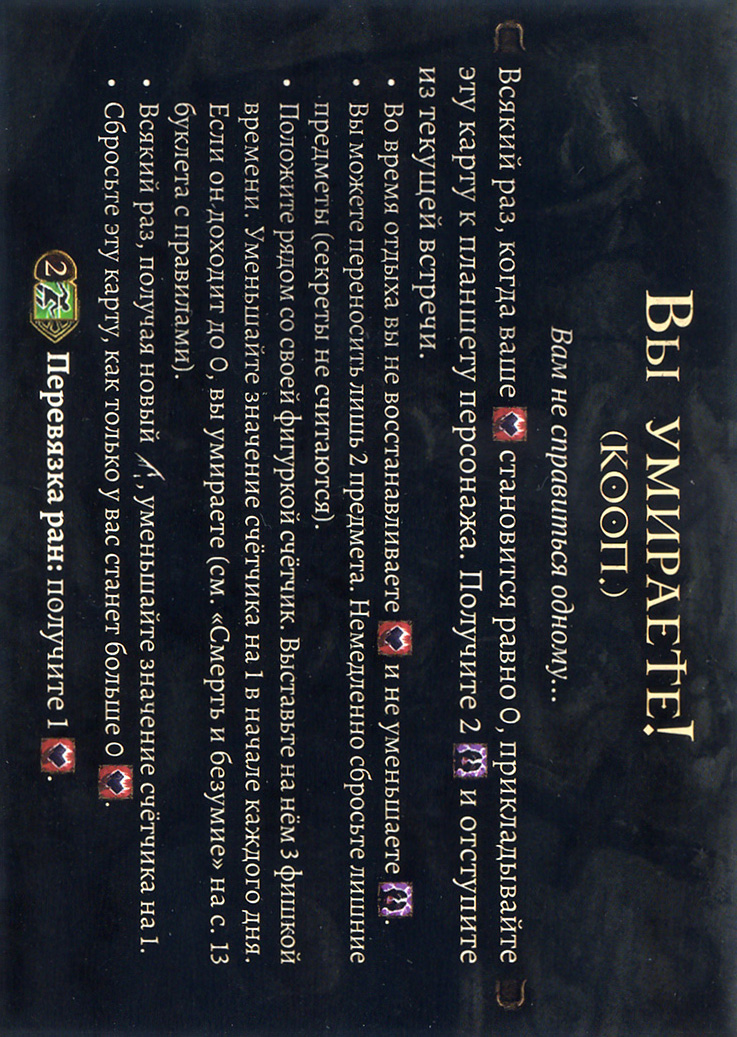 Вы умираете!
(кооп.)
Вам не справиться одному...
Всякий раз, когда ваше становится равно 0, прикладывайте
эту карту к планшету персонажа. Получите 2 и отступите
из текущей встречи.
• Во время отдыха вы не восстанавливаете и не уменьшаете .
• Вы можете переносить лишь 2 предмета. Немедленно сбросьте лишние
предметы (секреты не считаются).
• Положите рядом со своей фигуркой счётчик. Выставьте на нём 3 фишкой
времени. Уменьшайте значение счётчика на 1 в начале каждого дня.
Если он доходит до 0, вы умираете (см. «Смерть и безумие» на с. 13
буклета с правилами).
• Всякий раз, получая новый , уменьшайте значение счётчика на 1.
• Сбросьте эту карту, как только у вас станет больше 0 .
2 Перевязка ран: получите 1 .